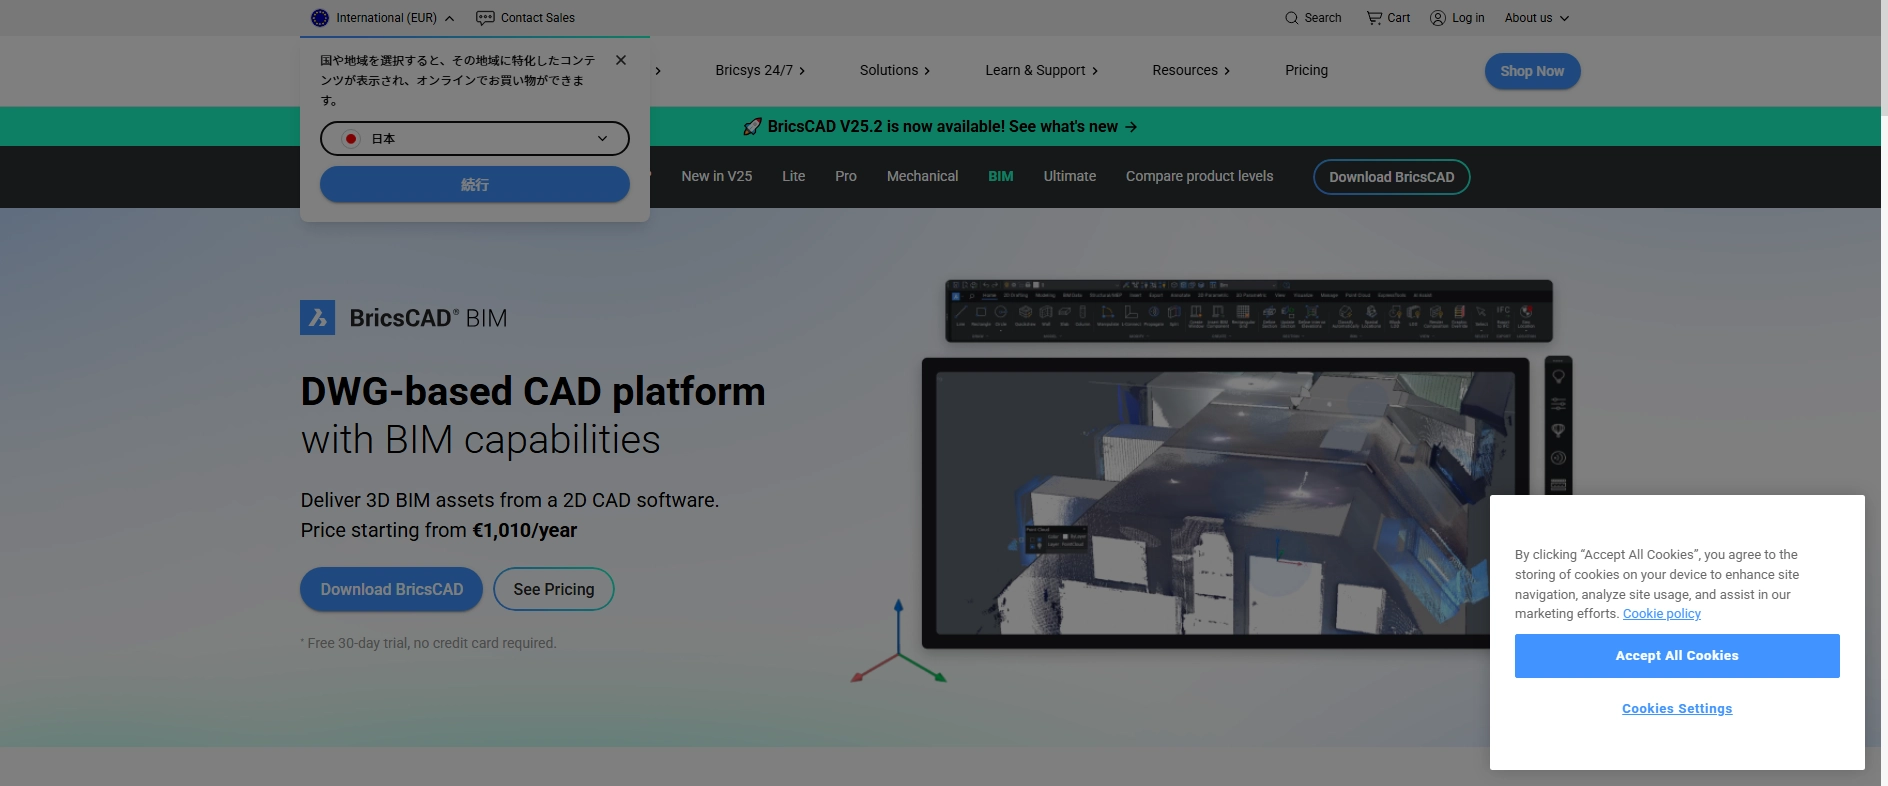 International (EUR)
Contact Sales
Search
Cart
Log in
About us
国や地域を選択すると、その地域に特化したコンテ
ンツが表示され、オンラインでお買い物ができま
す。
日本
続行
Bricsys 24/7
Solutions
Learn & Support
Resources
Pricing
Shop Now
BricsCAD V25.2 is now available! See what's new →
New in V25
Lite
Pro
Mechanical
BIM
Ultimate
Compare product levels
Download BricsCAD
BricsCAD® BIM
DWG-based CAD platform
with BIM capabilities
Deliver 3D BIM assets from a 2D CAD software.
Price starting from €1,010/year
Download BricsCAD
See Pricing
* Free 30-day trial, no credit card required.
By clicking “Accept All Cookies”, you agree to the
storing of cookies on your device to enhance site
navigation, analyze site usage, and assist in our
marketing efforts. Cookie policy
Accept All Cookies
Cookies Settings